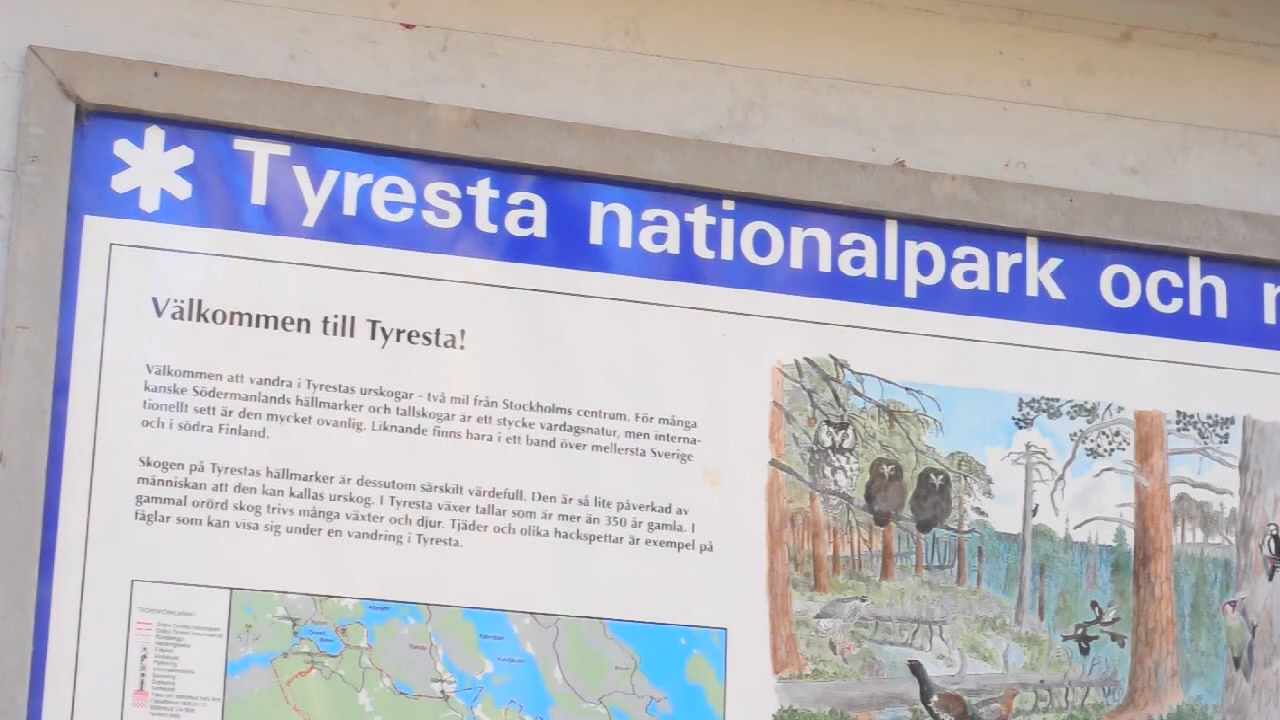 Tyresta nationalpark och
Välkommen till Tyresta!
Välkommen att vandra i Tyrestas urskogar - två mil från Stockholms centrum. För många
kanske Södermanlands hällmarker och tallskogar är ett stycke vardagsnatur, men interna-
tionellt sett är den mycket ovanlig. Liknande finns bara i ett band över mellersta Sverige
och i södra Finland.
Skogen på Tyrestas hällmarker är dessutom särskilt värdefull. Den är så lite påverkad av
människan att den kan kallas urskog. I Tyresta växer tallar som är mer än 350 år gamla. I
gammal orörd skog trivs många växter och djur. Tjäder och olika hackspettar är exempel på
fåglar som kan visa sig under en vandring i Tyresta.
TECKENFÖRKLARING